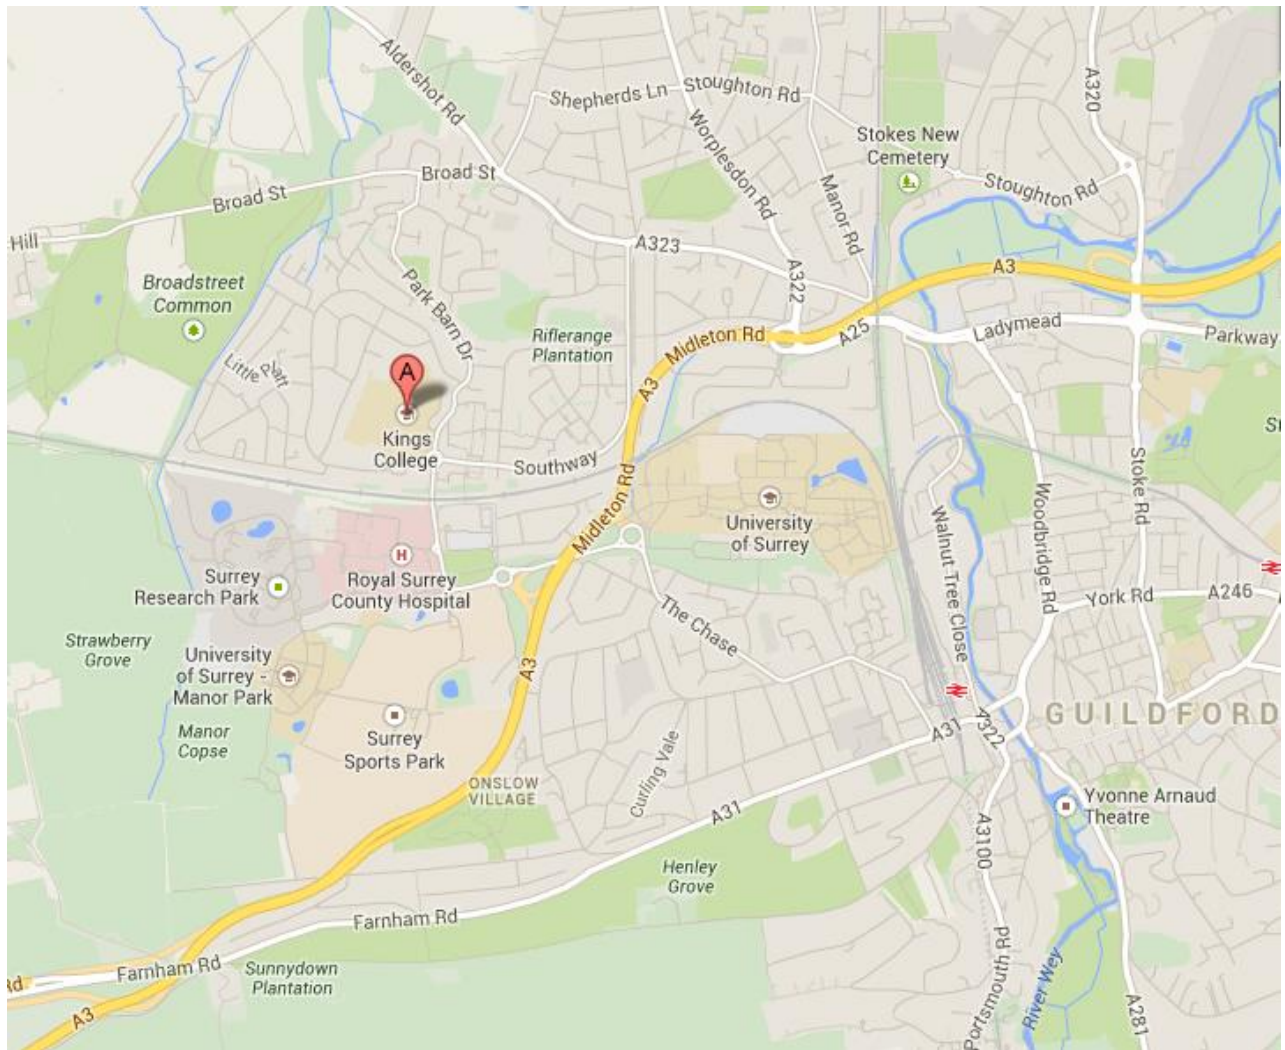 Aldershot Rd
Shepherds Ln
Stoughton Rd
A320
Worplesdon Rd
Stokes New
Cemetery
Broad St
Stoughton Rd
Broad St
Manor Rd
Hill
A323
A322
A3
Broadstreet
Common
Park Barn Dr
Riflerange
Plantation
Midleton Rd
A25
Ladymead
Parkway
Little Platt
A
A3
Kings
College
Southway
St
Stoke Rd
Midleton Rd
University
of Surrey
Walnut Tree Close
Woodbridge Rd
H
Royal Surrey
County Hospital
Surrey
Research Park
York Rd
A246
The Chase
Strawberry
Grove
University
of Surrey -
Manor Park
A3
Manor
Copse
Surrey
Sports Park
A31
A322
GUILDFORD
Curling Vale
ONSLOW
VILLAGE
A31
Yvonne Arnaud
Theatre
A3100
Henley
Grove
Farnham Rd
Farnham Rd
Sunnydown
Plantation
Rd
A3
Portsmouth Rd
River Wey
A281